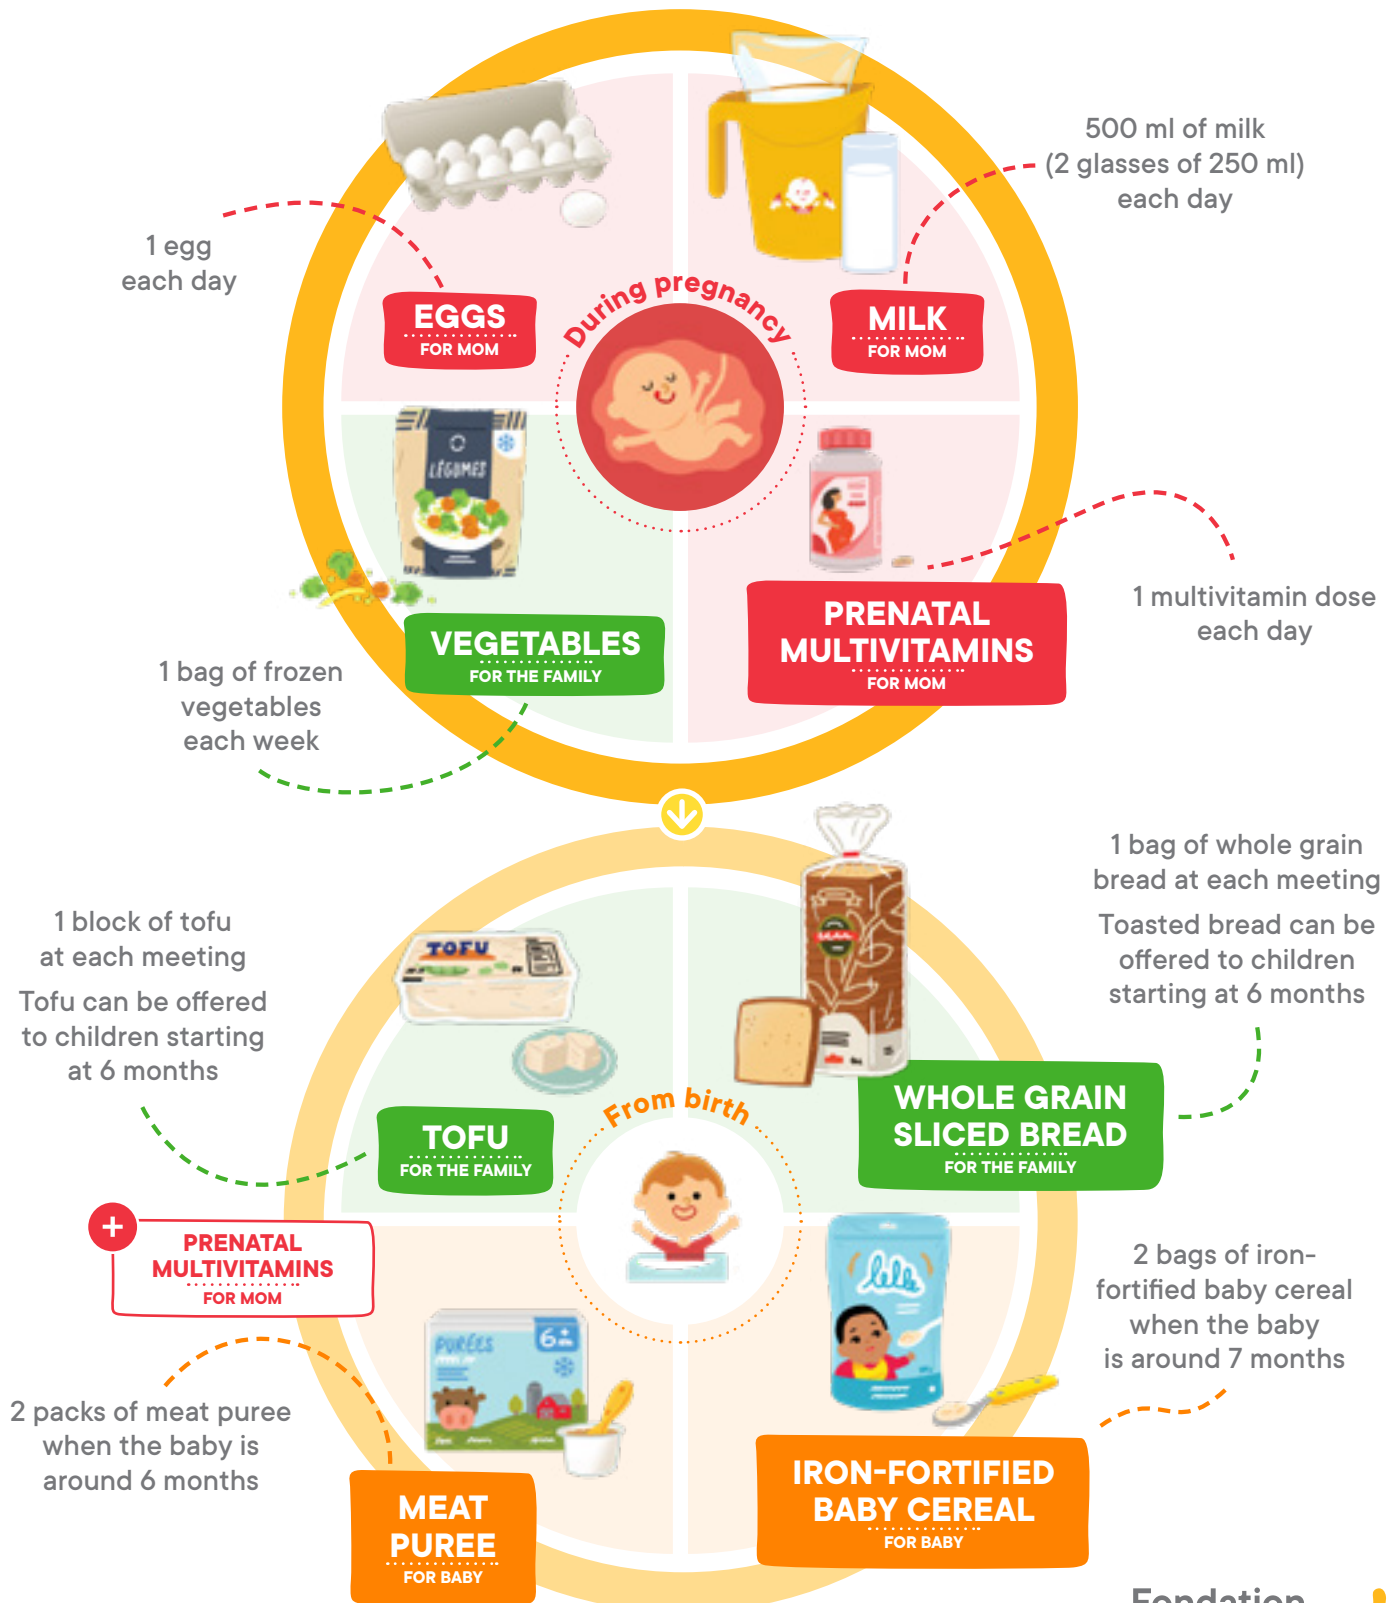 500 ml of milk
(2 glasses of 250 ml)
each day
1 egg
each day
During pregnancy
EGGS
FOR MOM
MILK
FOR MOM
LÉGUMES
1 multivitamin dose
each day
PRENATAL
MULTIVITAMINS
FOR MOM
VEGETABLES
FOR THE FAMILY
1 bag of frozen
vegetables
each week
1 bag of whole grain
bread at each meeting
Toasted bread can be
offered to children
starting at 6 months
1 block of tofu
at each meeting
Tofu can be offered
to children starting
at 6 months
TOFU
From birth
WHOLE GRAIN
SLICED BREAD
FOR THE FAMILY
TOFU
FOR THE FAMILY
+
PRENATAL
MULTIVITAMINS
FOR MOM
2 bags of iron-
fortified baby cereal
when the baby
is around 7 months
PURÉES
6+
2 packs of meat puree
when the baby is
around 6 months
MEAT
PUREE
FOR BABY
IRON-FORTIFIED
BABY CEREAL
FOR BABY
Fondation